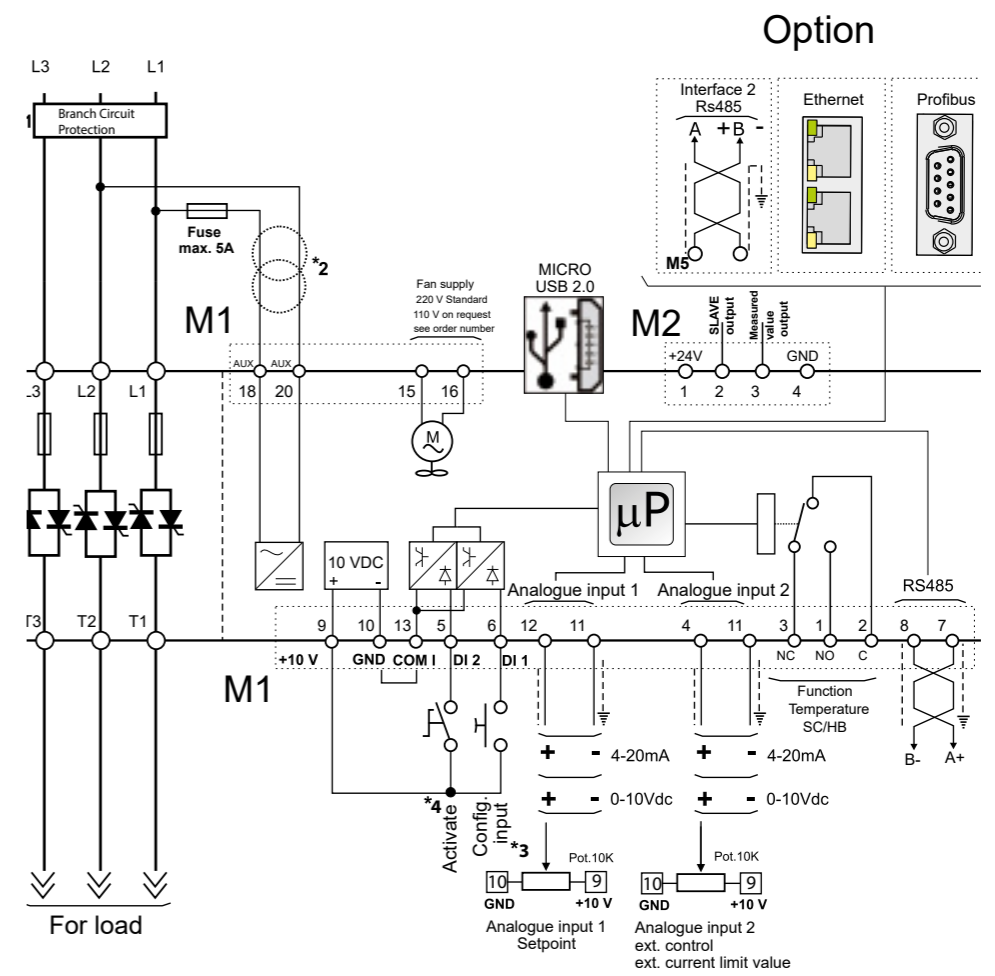 Option
L3 L2 L1
Branch Circuit
Protection
1
Interface 2
Rs485
A +B -
M5
Ethernet
Profibus
Fuse
max. 5A
*2
M1
Fan supply
220 V Standard
110 V on request
see order number
MICRO
USB 2.0
M2
SLAVE
output
Measured
value
output
AUX AUX
+24V GND
L3 L2 L1
18 20 15 16
1 2 3 4
M
µP
10 VDC
+ -
Analogue input 1
Analogue input 2
RS485
T3 T2 T1
9 10 13 5 6 12 11 4 11 3 1 2 8 7
+10 V GND COM I DI 2 DI 1
NC NO C
M1
Function
Temperature
SC/HB
+ - 4-20mA
+ - 4-20mA
B- A+
+ - 0-10Vdc
+ - 0-10Vdc
*4
Activate
Config.
input
*3
Pot.10K
10 9
GND +10 V
Analogue input 1
Setpoint
Pot.10K
10 9
GND +10 V
Analogue input 2
ext. control
ext. current limit value
For load